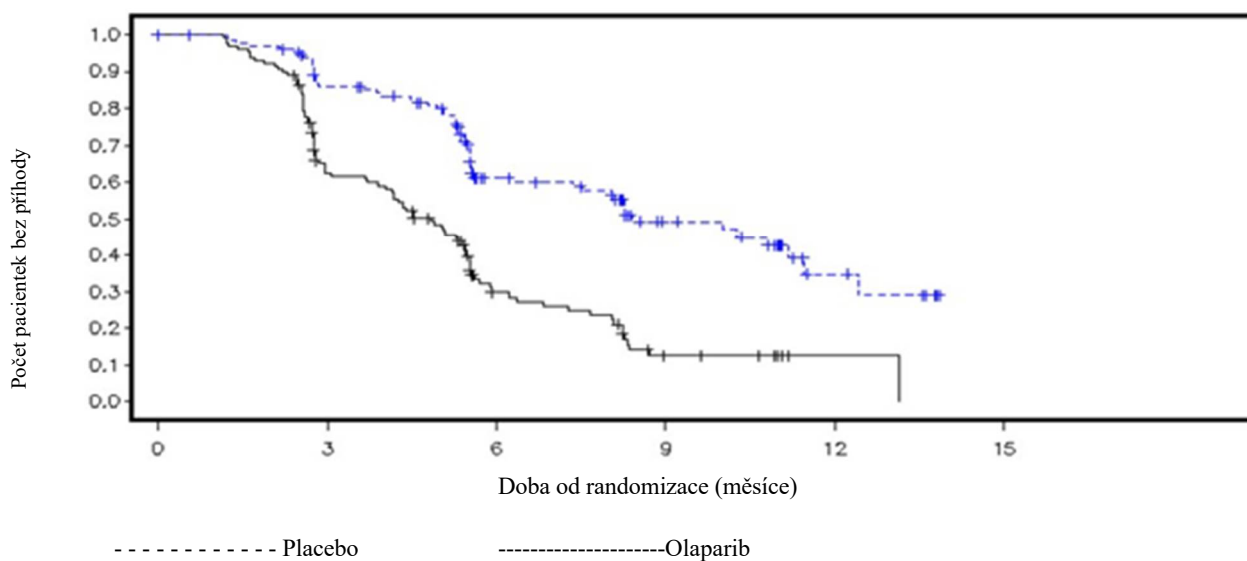 Počet pacientek bez příhody
1.0
0.9
0.8
0.7
0.6
0.5
0.4
0.3
0.2
0.1
0.0
0 3 6 9 12 15
Doba od randomizace (měsíce)
Placebo Olaparib